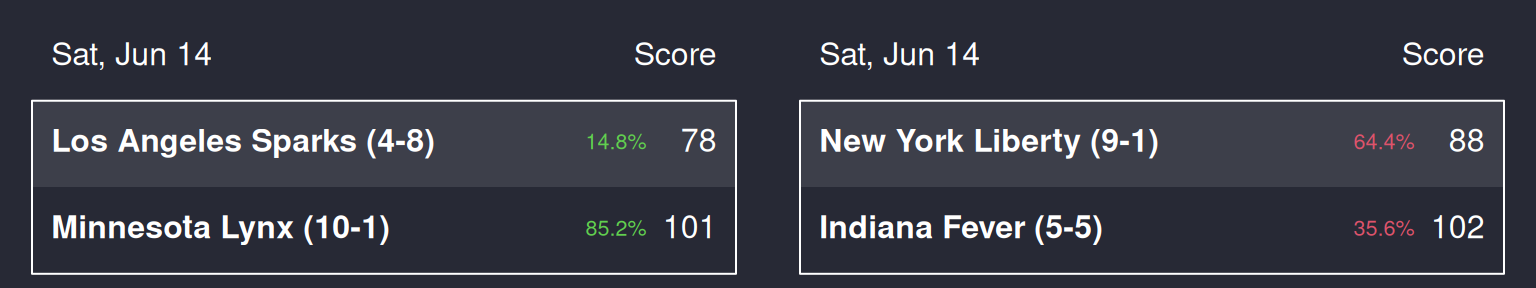 Sat, Jun 14 Score
Los Angeles Sparks (4-8) 14.8% 78
Minnesota Lynx (10-1) 85.2% 101
Sat, Jun 14 Score
New York Liberty (9-1) 64.4% 88
Indiana Fever (5-5) 35.6% 102